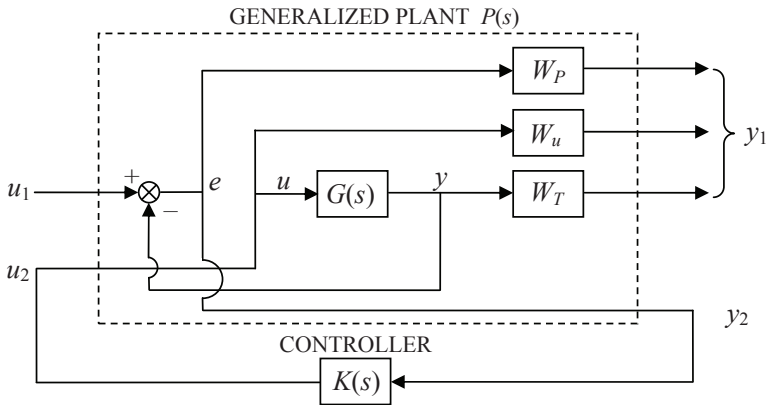 GENERALIZED PLANT P(s)
W_P
W_u
y_1
+
e
u
y
u_1
G(s)
W_T
−
u_2
y_2
CONTROLLER
K(s)